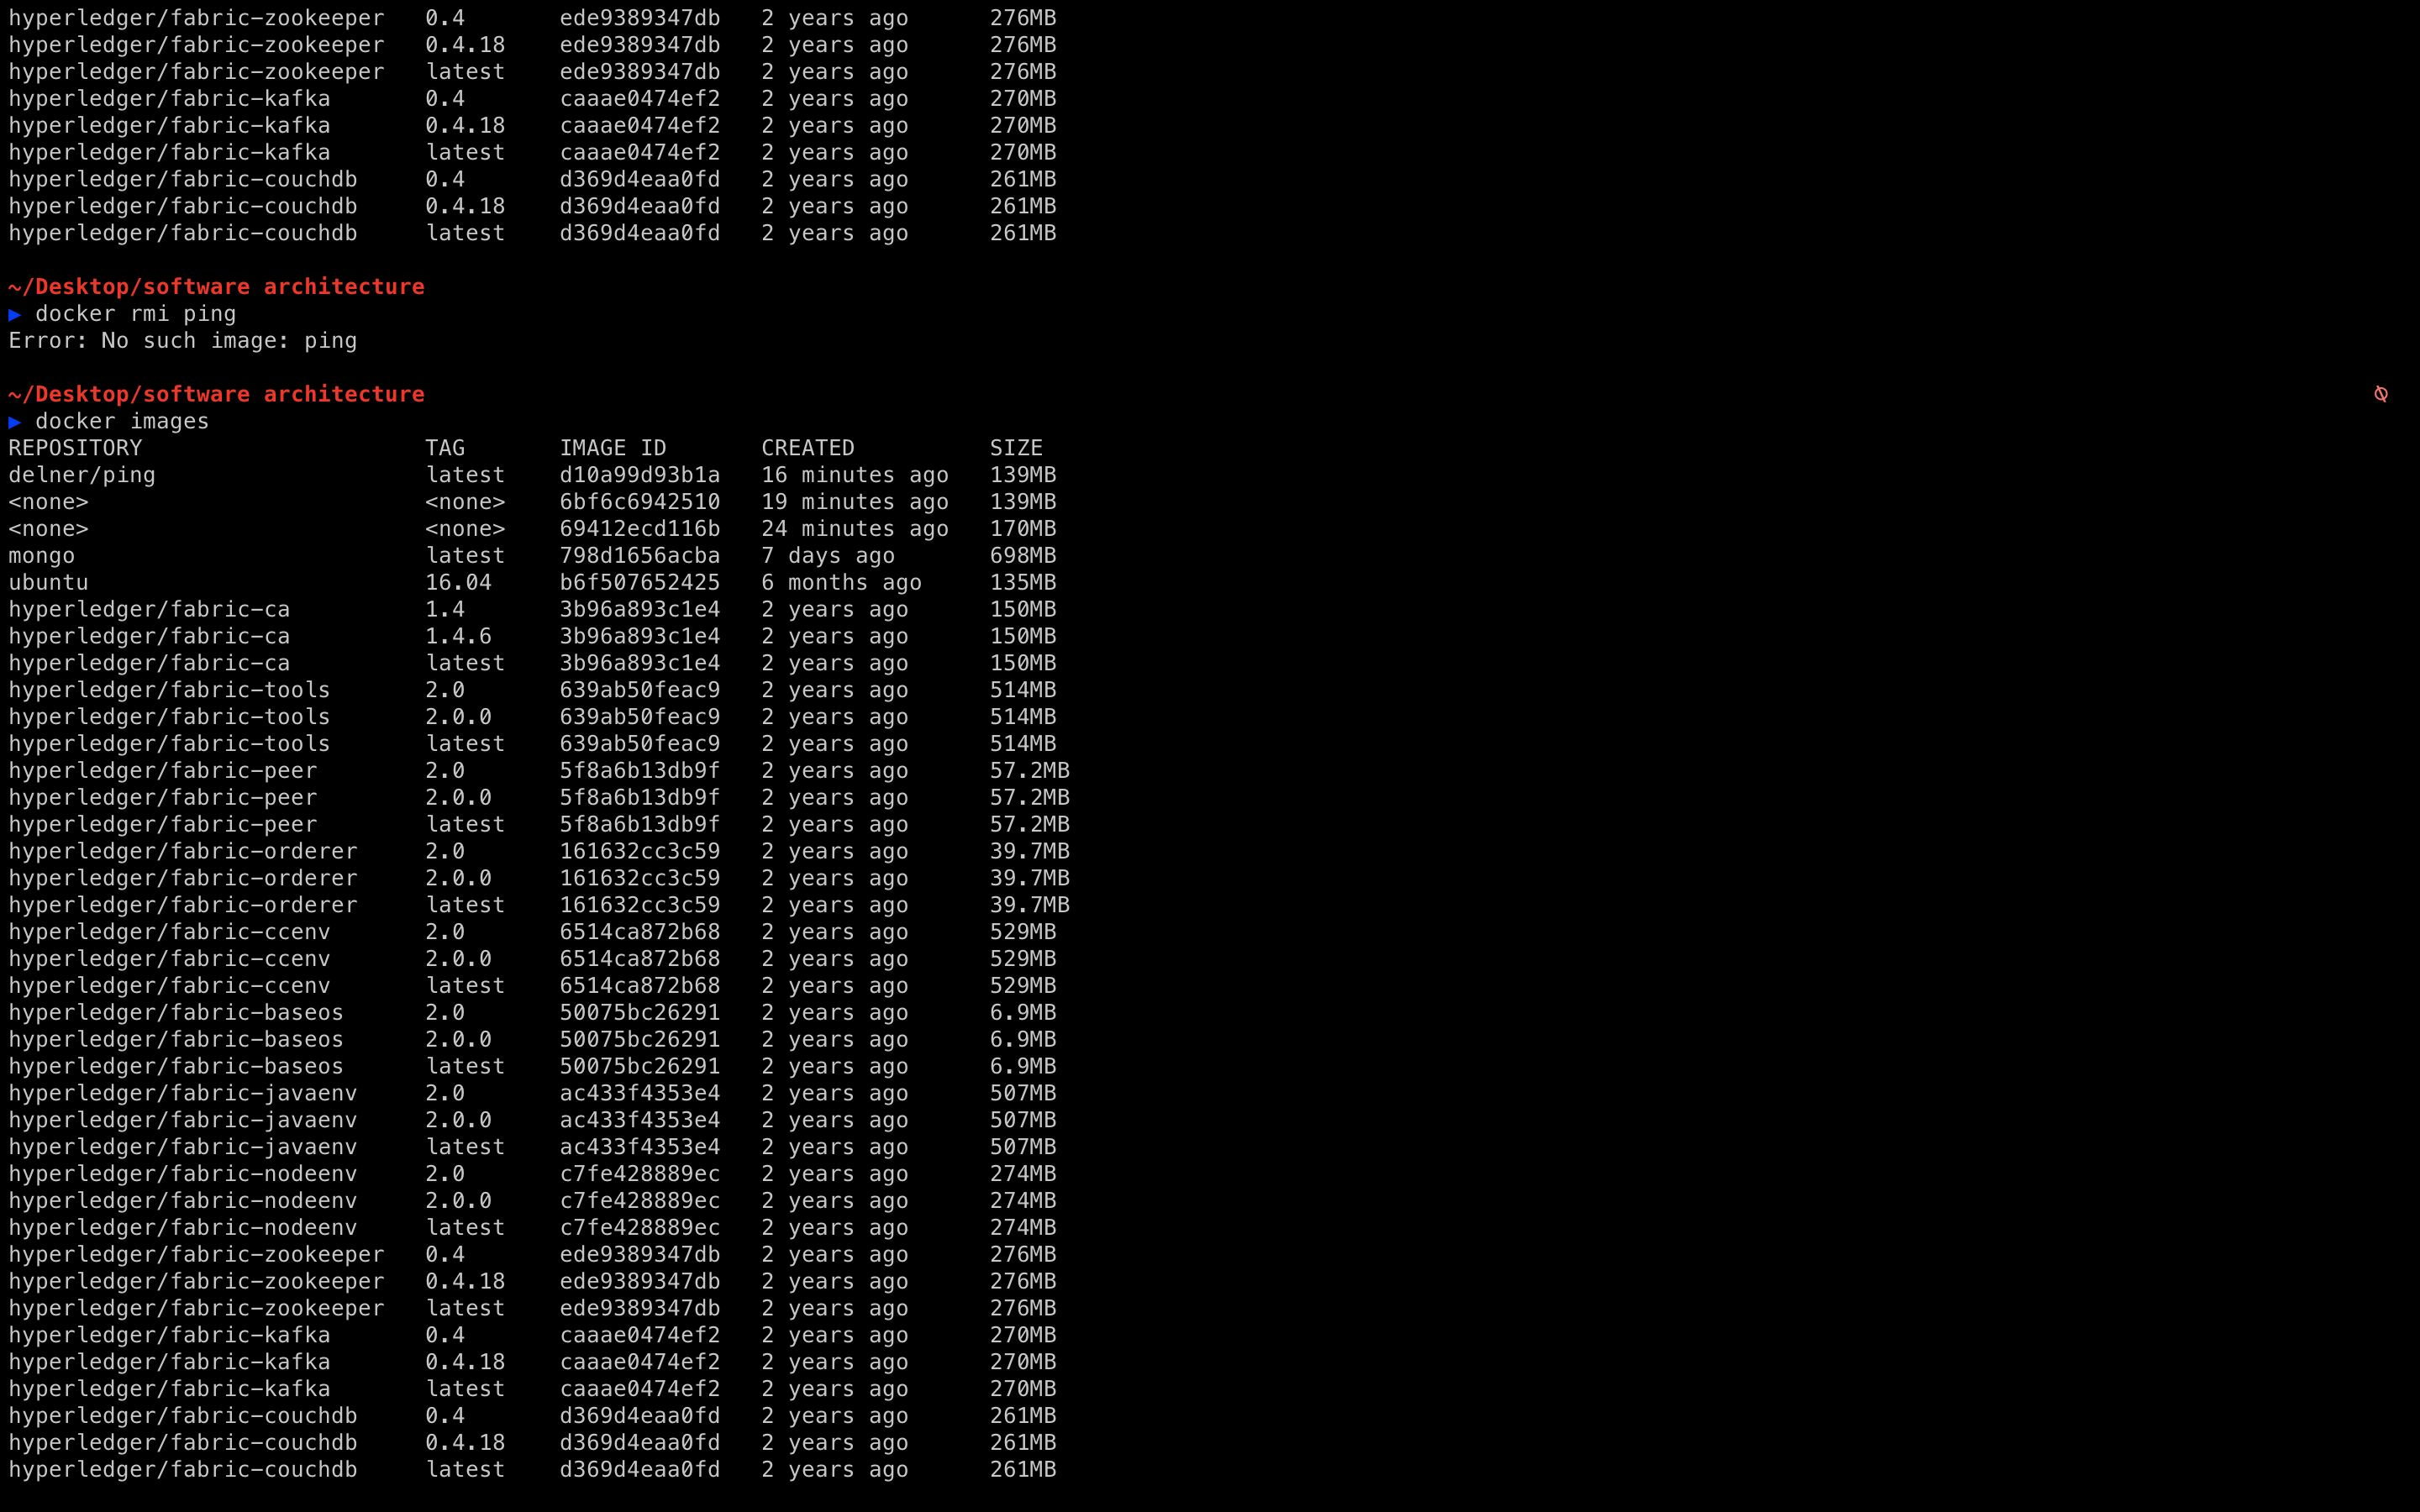 hyperledger/fabric-zookeeper   0.4       ede9389347db   2 years ago      276MB
hyperledger/fabric-zookeeper   0.4.18    ede9389347db   2 years ago      276MB
hyperledger/fabric-zookeeper   latest    ede9389347db   2 years ago      276MB
hyperledger/fabric-kafka       0.4       caaae0474ef2   2 years ago      270MB
hyperledger/fabric-kafka       0.4.18    caaae0474ef2   2 years ago      270MB
hyperledger/fabric-kafka       latest    caaae0474ef2   2 years ago      270MB
hyperledger/fabric-couchdb     0.4       d369d4eaa0fd   2 years ago      261MB
hyperledger/fabric-couchdb     0.4.18    d369d4eaa0fd   2 years ago      261MB
hyperledger/fabric-couchdb     latest    d369d4eaa0fd   2 years ago      261MB
~/Desktop/software architecture
▶ docker rmi ping
Error: No such image: ping
~/Desktop/software architecture
▶ docker images
REPOSITORY                     TAG       IMAGE ID       CREATED          SIZE
delner/ping                    latest    d10a99d93b1a   16 minutes ago   139MB
<none>                         <none>    6bf6c6942510   19 minutes ago   139MB
<none>                         <none>    69412ecd116b   24 minutes ago   170MB
mongo                          latest    798d1656acba   7 days ago       698MB
ubuntu                         16.04     b6f507652425   6 months ago     135MB
hyperledger/fabric-ca          1.4       3b96a893c1e4   2 years ago      150MB
hyperledger/fabric-ca          1.4.6     3b96a893c1e4   2 years ago      150MB
hyperledger/fabric-ca          latest    3b96a893c1e4   2 years ago      150MB
hyperledger/fabric-tools       2.0       639ab50feac9   2 years ago      514MB
hyperledger/fabric-tools       2.0.0     639ab50feac9   2 years ago      514MB
hyperledger/fabric-tools       latest    639ab50feac9   2 years ago      514MB
hyperledger/fabric-peer        2.0       5f8a6b13db9f   2 years ago      57.2MB
hyperledger/fabric-peer        2.0.0     5f8a6b13db9f   2 years ago      57.2MB
hyperledger/fabric-peer        latest    5f8a6b13db9f   2 years ago      57.2MB
hyperledger/fabric-orderer     2.0       161632cc3c59   2 years ago      39.7MB
hyperledger/fabric-orderer     2.0.0     161632cc3c59   2 years ago      39.7MB
hyperledger/fabric-orderer     latest    161632cc3c59   2 years ago      39.7MB
hyperledger/fabric-ccenv       2.0       6514ca872b68   2 years ago      529MB
hyperledger/fabric-ccenv       2.0.0     6514ca872b68   2 years ago      529MB
hyperledger/fabric-ccenv       latest    6514ca872b68   2 years ago      529MB
hyperledger/fabric-baseos      2.0       50075bc26291   2 years ago      6.9MB
hyperledger/fabric-baseos      2.0.0     50075bc26291   2 years ago      6.9MB
hyperledger/fabric-baseos      latest    50075bc26291   2 years ago      6.9MB
hyperledger/fabric-javaenv     2.0       ac433f4353e4   2 years ago      507MB
hyperledger/fabric-javaenv     2.0.0     ac433f4353e4   2 years ago      507MB
hyperledger/fabric-javaenv     latest    ac433f4353e4   2 years ago      507MB
hyperledger/fabric-nodeenv     2.0       c7fe428889ec   2 years ago      274MB
hyperledger/fabric-nodeenv     2.0.0     c7fe428889ec   2 years ago      274MB
hyperledger/fabric-nodeenv     latest    c7fe428889ec   2 years ago      274MB
hyperledger/fabric-zookeeper   0.4       ede9389347db   2 years ago      276MB
hyperledger/fabric-zookeeper   0.4.18    ede9389347db   2 years ago      276MB
hyperledger/fabric-zookeeper   latest    ede9389347db   2 years ago      276MB
hyperledger/fabric-kafka       0.4       caaae0474ef2   2 years ago      270MB
hyperledger/fabric-kafka       0.4.18    caaae0474ef2   2 years ago      270MB
hyperledger/fabric-kafka       latest    caaae0474ef2   2 years ago      270MB
hyperledger/fabric-couchdb     0.4       d369d4eaa0fd   2 years ago      261MB
hyperledger/fabric-couchdb     0.4.18    d369d4eaa0fd   2 years ago      261MB
hyperledger/fabric-couchdb     latest    d369d4eaa0fd   2 years ago      261MB